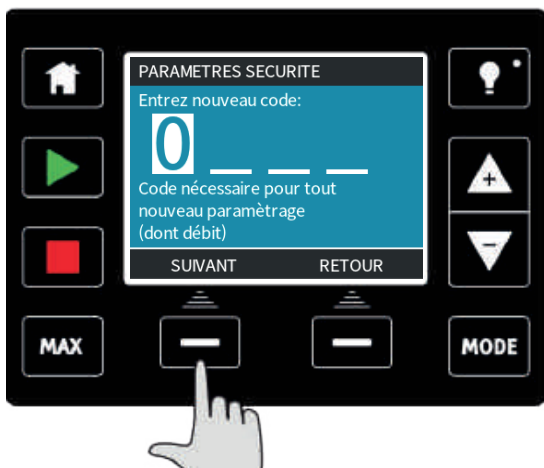 PARAMETRES SECURITE
Entrez nouveau code:
0 _ _ _
Code nécessaire pour tout
nouveau paramètrage
(dont débit)
SUIVANT RETOUR
MAX
MODE